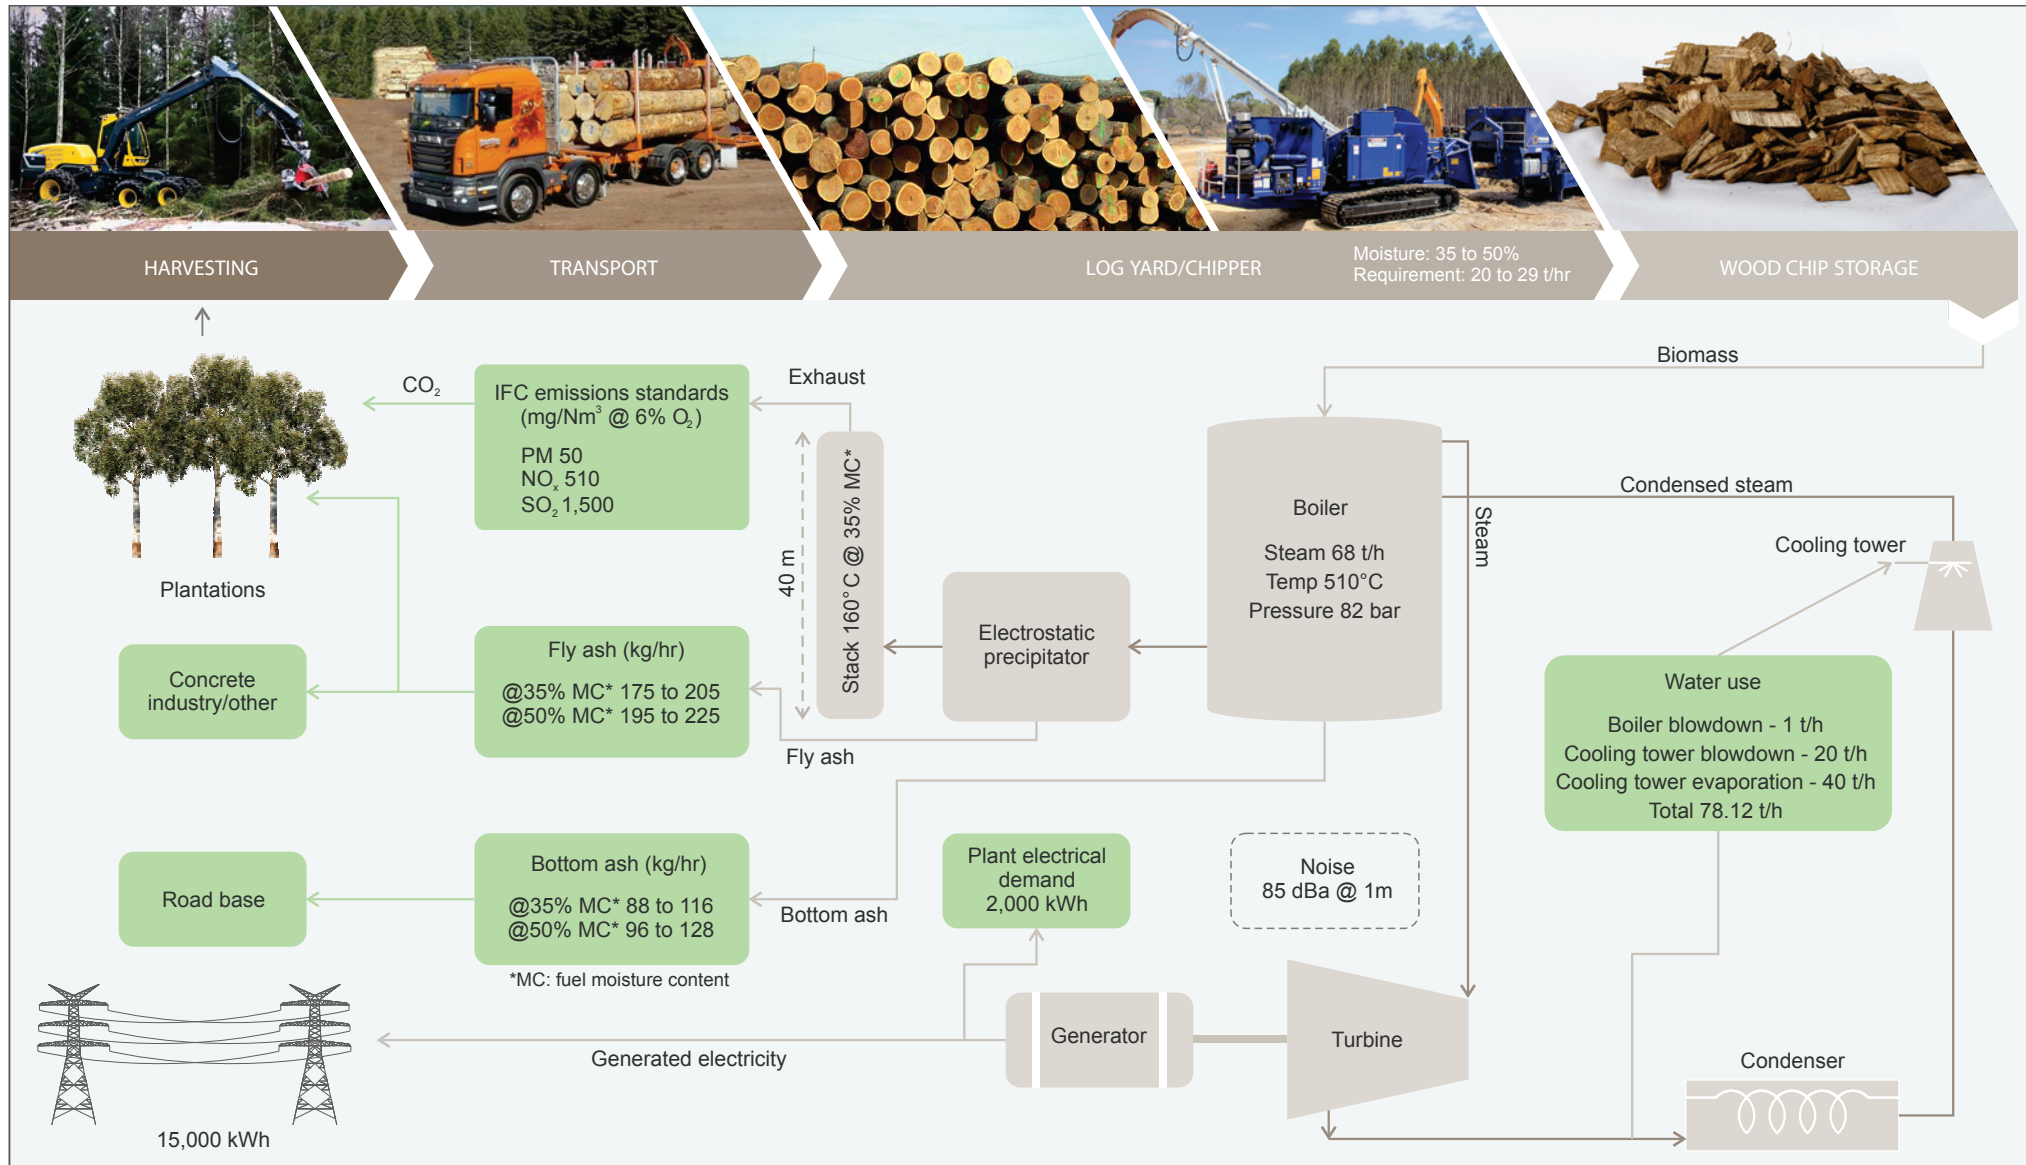 HARVESTING
TRANSPORT
LOG YARD/CHIPPER
Moisture: 35 to 50%
Requirement: 20 to 29 t/hr
WOOD CHIP STORAGE
Biomass
CO₂
IFC emissions standards
(mg/Nm³ @ 6% O₂)
PM 50
NOₓ 510
SO₂ 1,500
Exhaust
40 m
Stack 160°C @ 35% MC*
Boiler
Steam 68 t/h
Temp 510°C
Pressure 82 bar
Steam
Condensed steam
Cooling tower
Plantations
Electrostatic
precipitator
Concrete
industry/other
Fly ash (kg/hr)
@35% MC* 175 to 205
@50% MC* 195 to 225
Fly ash
Water use
Boiler blowdown - 1 t/h
Cooling tower blowdown - 20 t/h
Cooling tower evaporation - 40 t/h
Total 78.12 t/h
Road base
Bottom ash (kg/hr)
@35% MC* 88 to 116
@50% MC* 96 to 128
Bottom ash
*MC: fuel moisture content
Plant electrical
demand
2,000 kWh
Noise
85 dBa @ 1m
Generator
Turbine
Condenser
Generated electricity
15,000 kWh